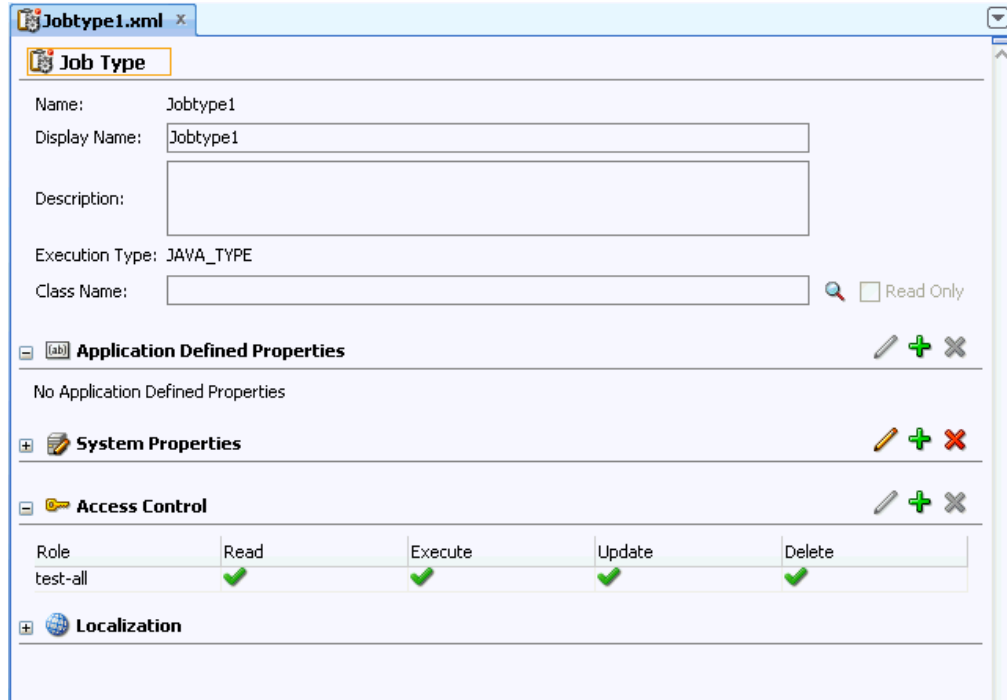 Jobtype1.xml
Job Type
Name: Jobtype1
Display Name: Jobtype1
Description:
Execution Type: JAVA_TYPE
Class Name: Read Only
(ab) Application Defined Properties
No Application Defined Properties
System Properties
Access Control
Role Read Execute Update Delete
test-all
Localization